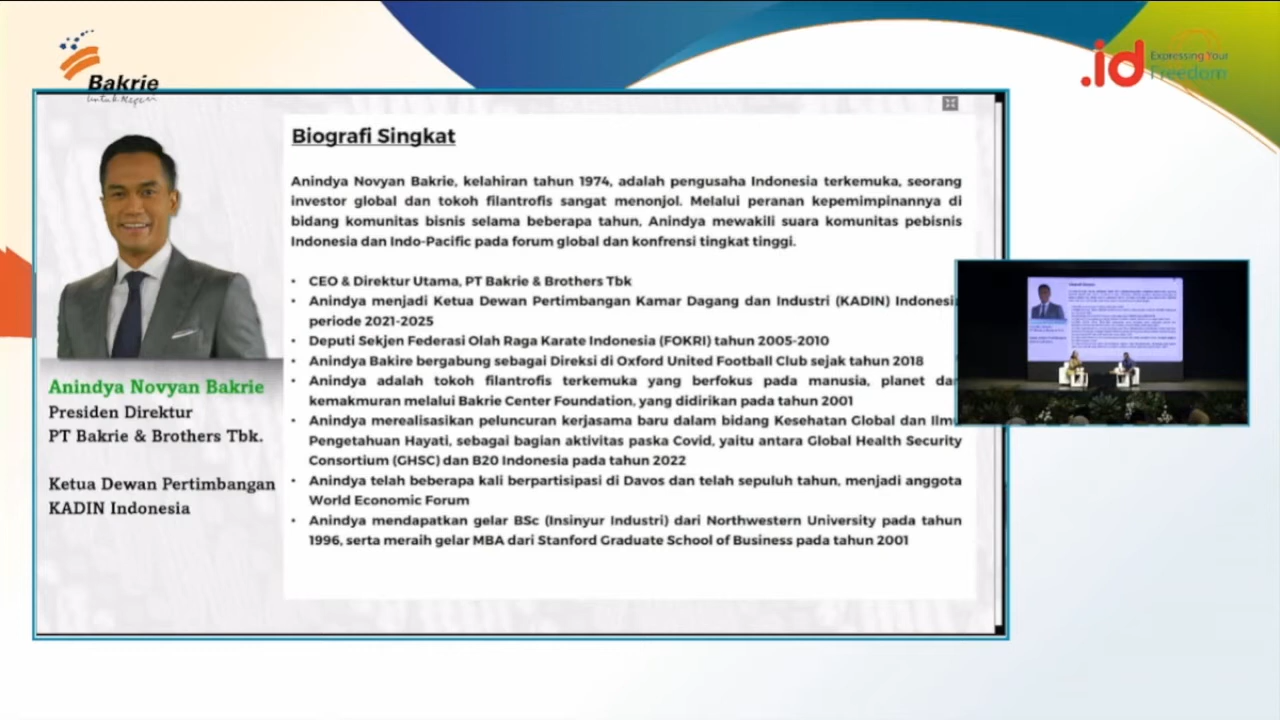 Bakrie
Untuk Negeri
.id
Expressing Your
Freedom
Biografi Singkat
Anindya Novyan Bakrie, kelahiran tahun 1974, adalah pengusaha Indonesia terkemuka, seorang
investor global dan tokoh filantrofis sangat menonjol. Melalui peranan kepemimpinannya di
bidang komunitas bisnis selama beberapa tahun, Anindya mewakili suara komunitas pebisnis
Indonesia dan Indo-Pacific pada forum global dan konfrensi tingkat tinggi.
• CEO & Direktur Utama, PT Bakrie & Brothers Tbk
• Anindya menjadi Ketua Dewan Pertimbangan Kamar Dagang dan Industri (KADIN) Indonesi
periode 2021-2025
• Deputi Sekjen Federasi Olah Raga Karate Indonesia (FOKRI) tahun 2005-2010
• Anindya Bakire bergabung sebagai Direksi di Oxford United Football Club sejak tahun 2018
• Anindya adalah tokoh filantrofis terkemuka yang berfokus pada manusia, planet da
kemakmuran melalui Bakrie Center Foundation, yang didirikan pada tahun 2001
• Anindya merealisasikan peluncuran kerjasama baru dalam bidang Kesehatan Global dan Ilm
Pengetahuan Hayati, sebagai bagian aktivitas paska Covid, yaitu antara Global Health Security
Consortium (GHSC) dan B20 Indonesia pada tahun 2022
• Anindya telah beberapa kali berpartisipasi di Davos dan telah sepuluh tahun, menjadi anggota
World Economic Forum
• Anindya mendapatkan gelar BSc (Insinyur Industri) dari Northwestern University pada tahun
1996, serta meraih gelar MBA dari Stanford Graduate School of Business pada tahun 2001
Anindya Novyan Bakrie
Presiden Direktur
PT Bakrie & Brothers Tbk.
Ketua Dewan Pertimbangan
KADIN Indonesia